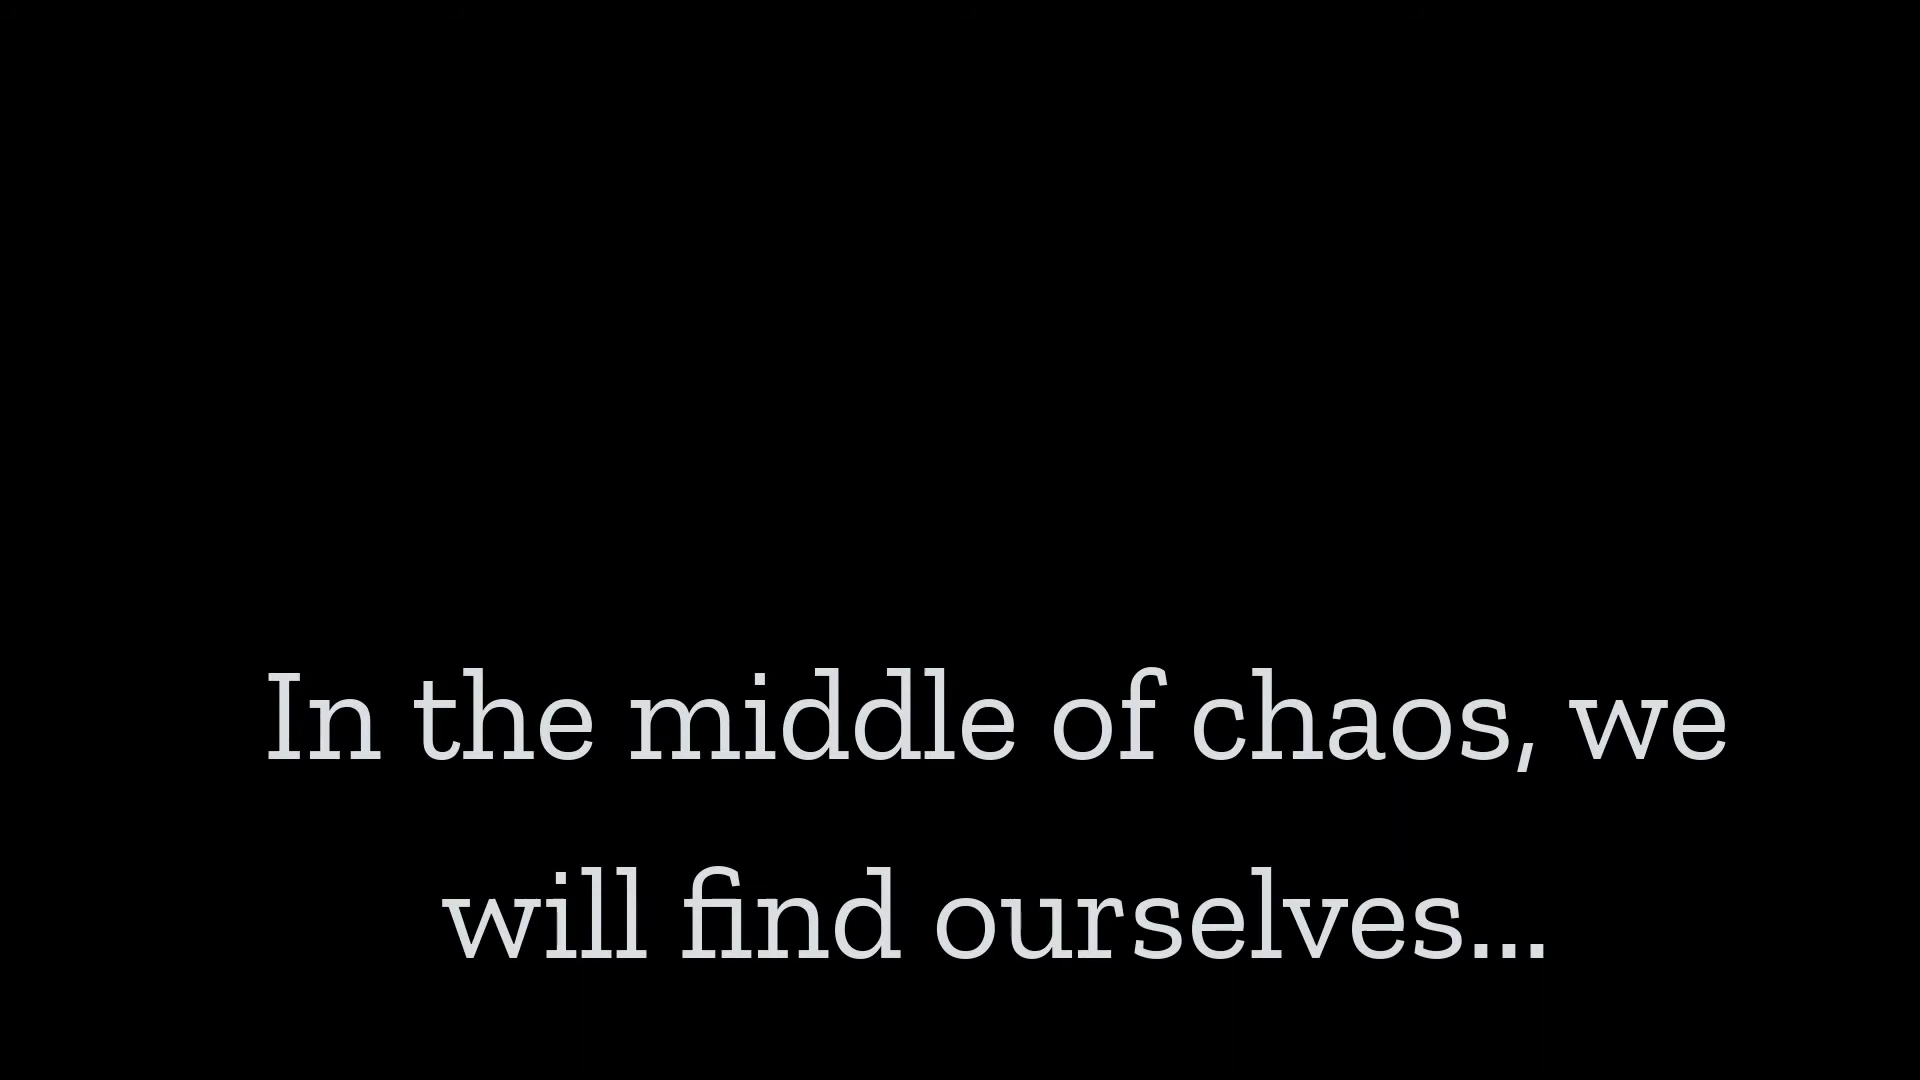 In the middle of chaos, we
will find ourselves...